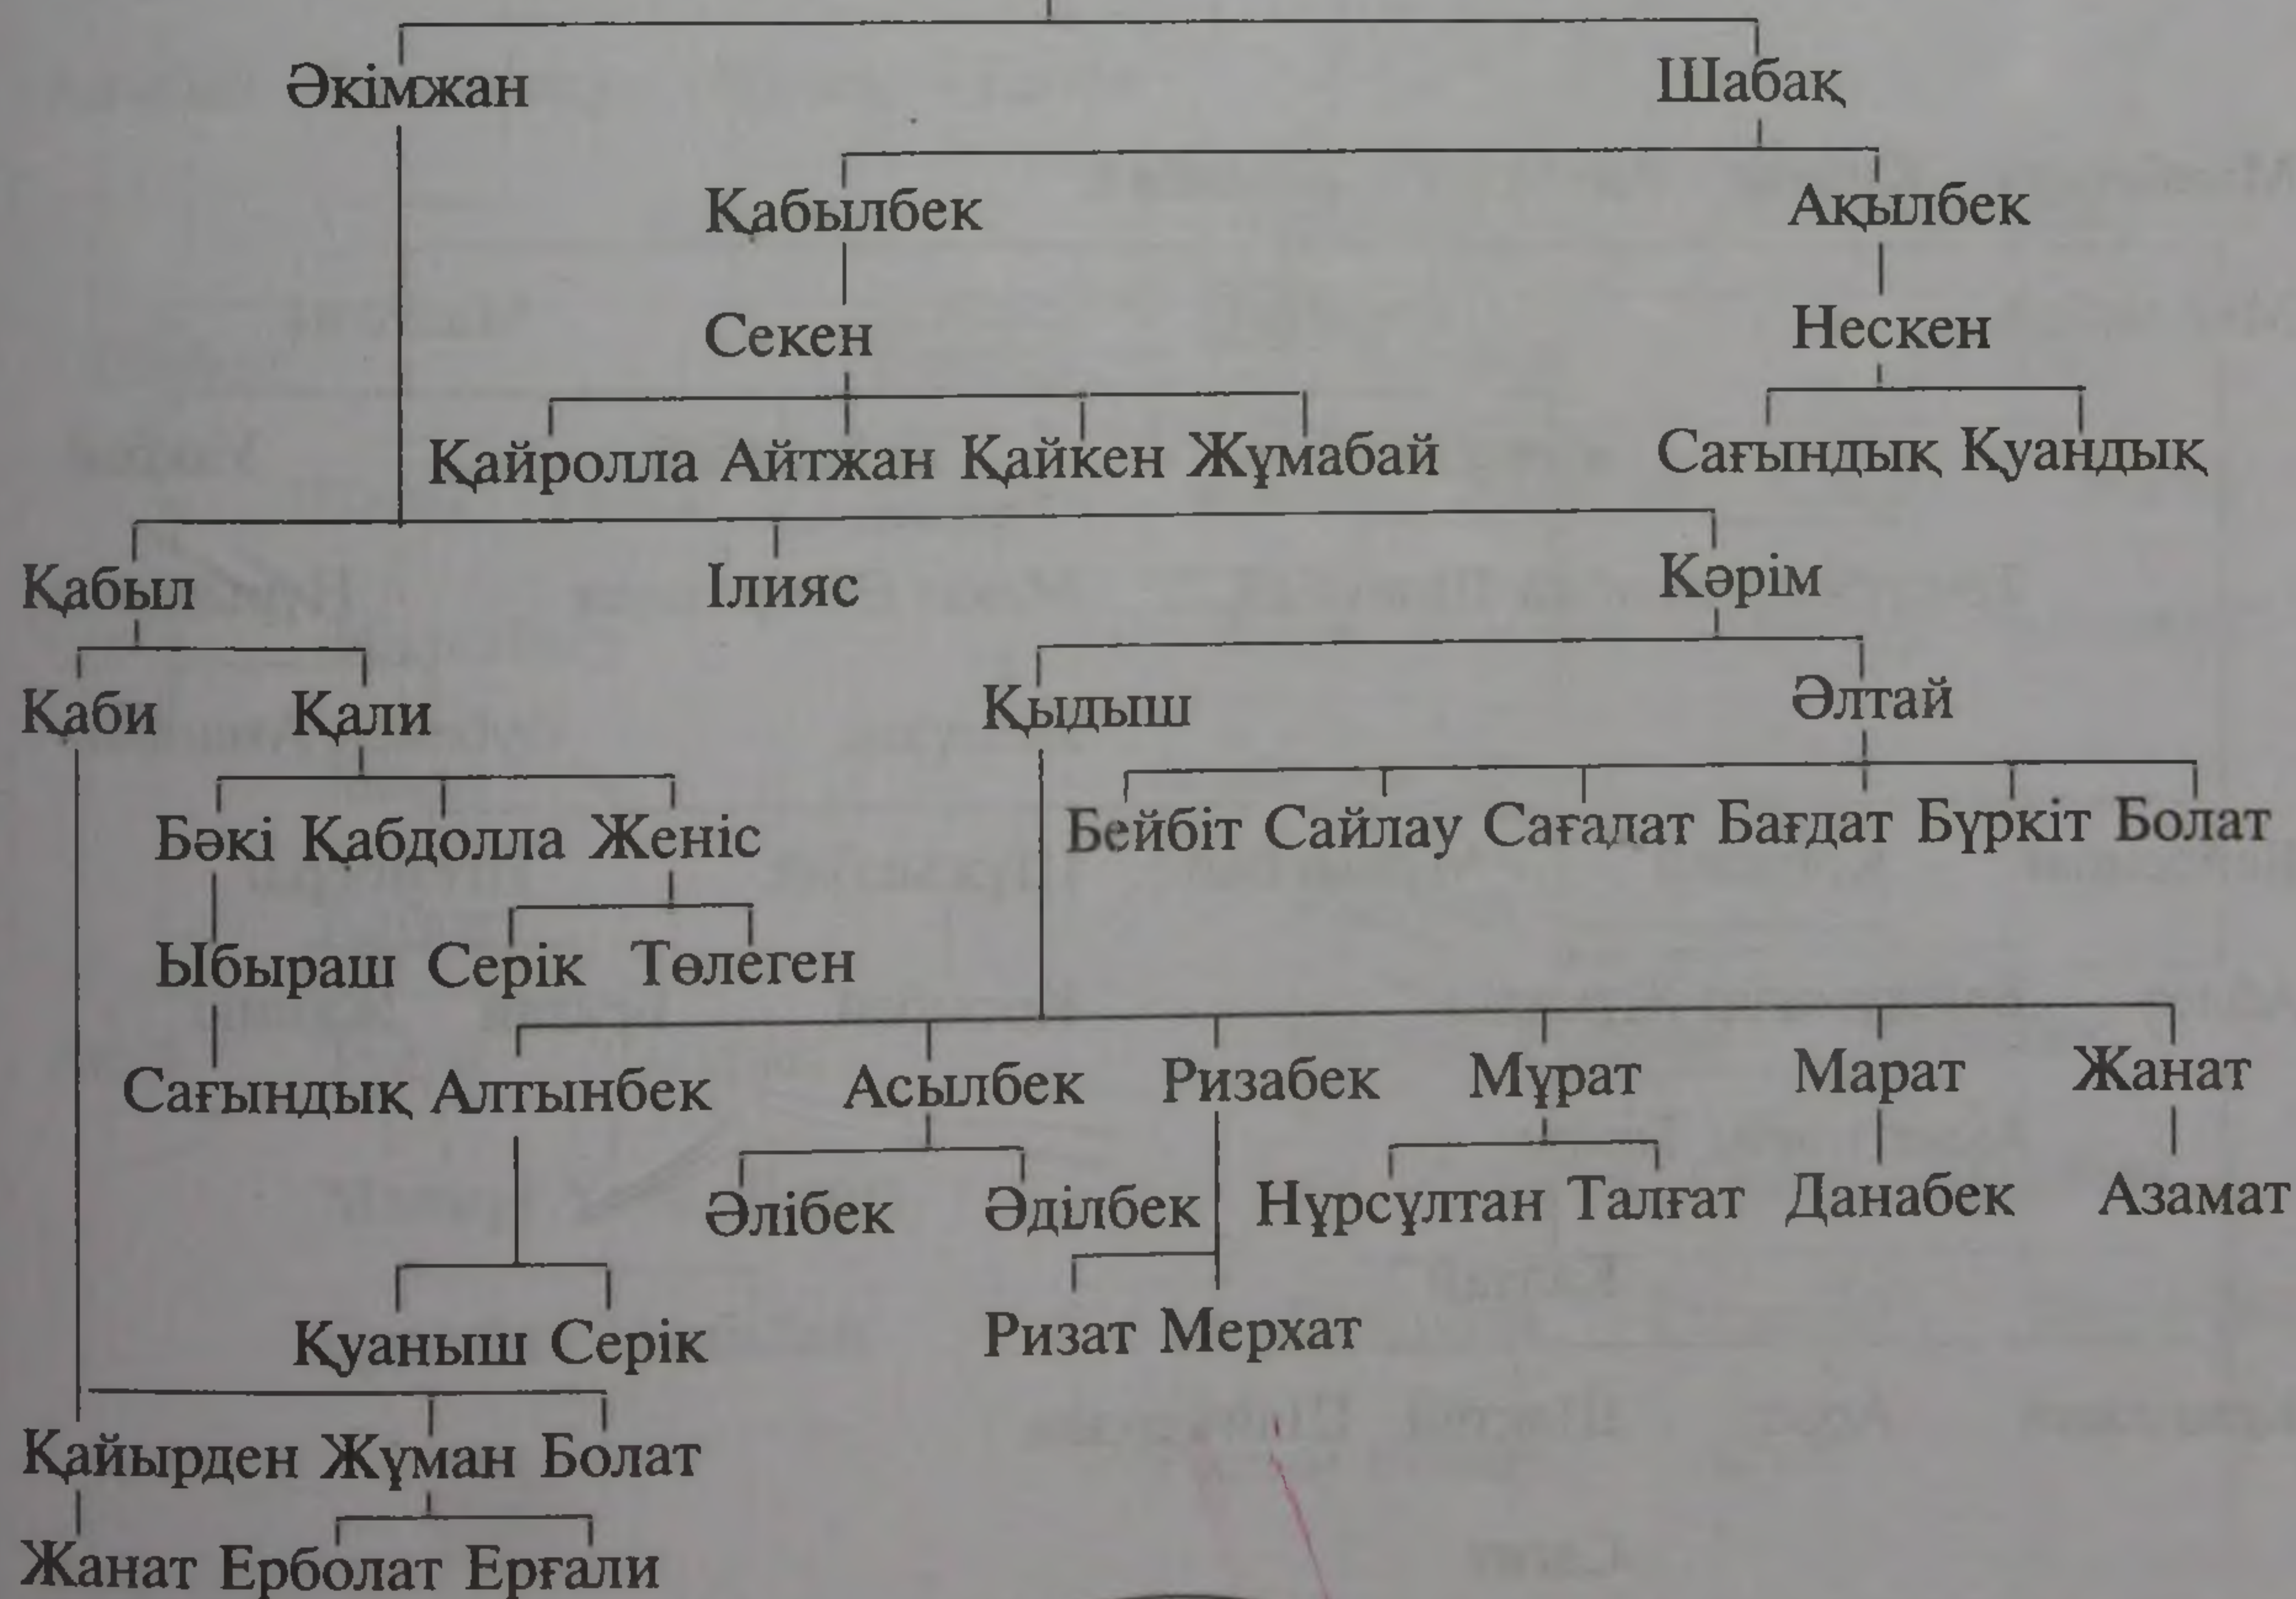 Әкімжан Шабақ
Қабылбек Ақылбек
Секен Нескен
Қайролла Айтжан Қайкен Жұмабай Сағындық Қуандық
Қабыл Ілияс Кәрім
Қаби Қали Қыдыш Әлтай
Бәкі Қабдолла Женіс Бейбіт Сайлау Сағадат Бағдат Бүркіт Болат
Ыбыраш Серік Төлеген
Сағындық Алтынбек Асылбек Ризабек Мұрат Марат Жанат
Әлібек Әділбек Нұрсұлтан Талғат Данабек Азамат
Қуаныш Серік Ризат Мерхат
Қайырден Жұман Болат
Жанат Ерболат Ерғали